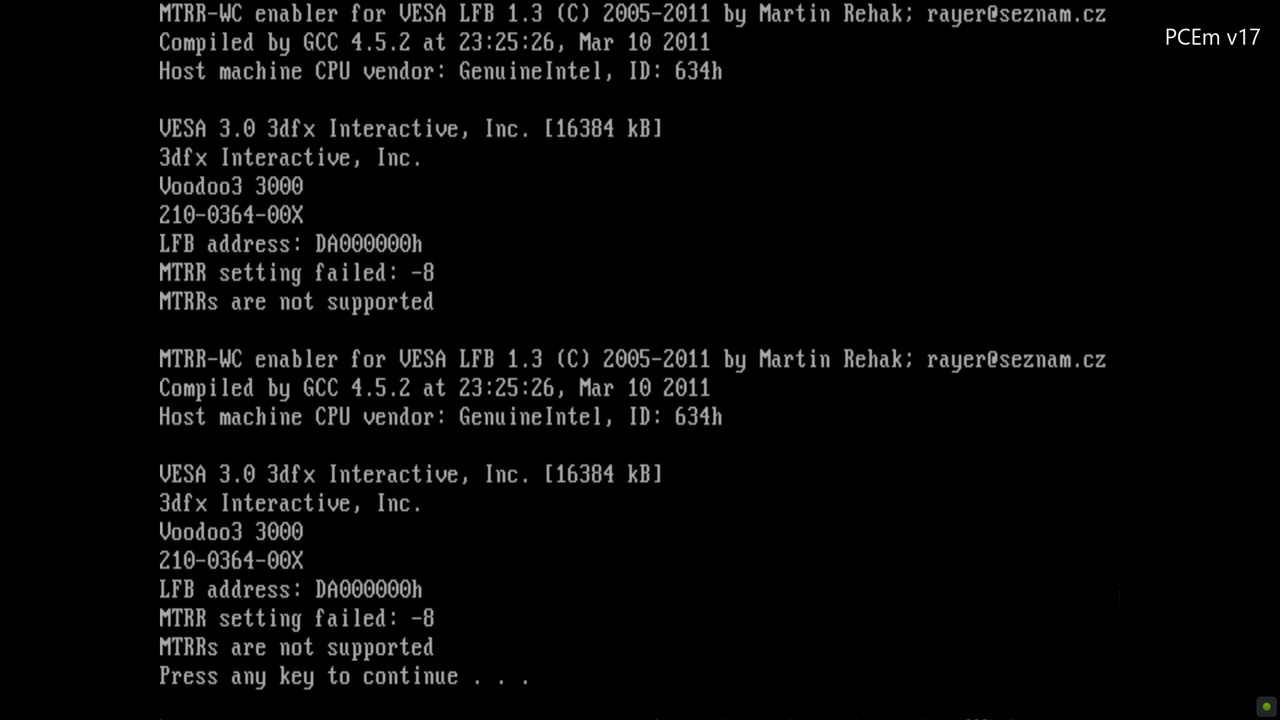 MTRR-WC enabler for VESA LFB 1.3 (C) 2005-2011 by Martin Rehak; rayer@seznam.cz
PCEm v17
Compiled by GCC 4.5.2 at 23:25:26, Mar 10 2011
Host machine CPU vendor: GenuineIntel, ID: 634h
VESA 3.0 3dfx Interactive, Inc. [16384 kB]
3dfx Interactive, Inc.
Voodoo3 3000
210-0364-00X
LFB address: DA000000h
MTRR setting failed: -8
MTRRs are not supported
MTRR-WC enabler for VESA LFB 1.3 (C) 2005-2011 by Martin Rehak; rayer@seznam.cz
Compiled by GCC 4.5.2 at 23:25:26, Mar 10 2011
Host machine CPU vendor: GenuineIntel, ID: 634h
VESA 3.0 3dfx Interactive, Inc. [16384 kB]
3dfx Interactive, Inc.
Voodoo3 3000
210-0364-00X
LFB address: DA000000h
MTRR setting failed: -8
MTRRs are not supported
Press any key to continue . . .